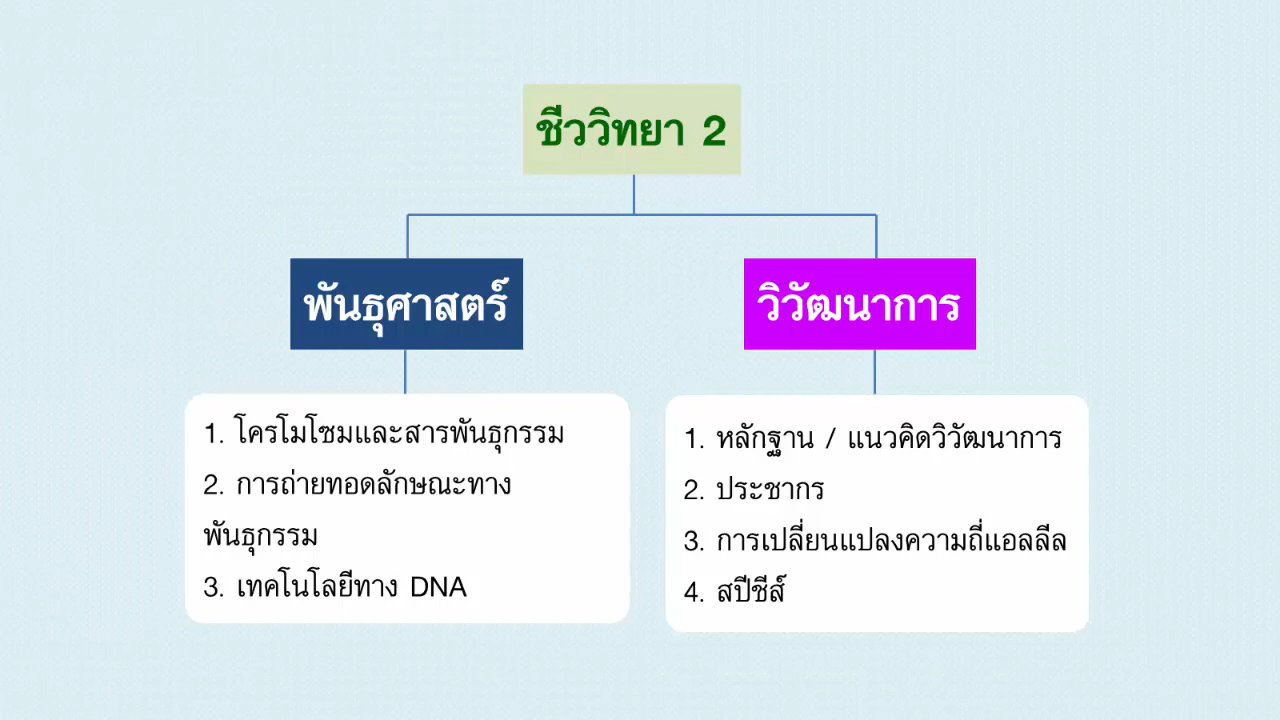 ชีววิทยา 2
พันธุศาสตร์
วิวัฒนาการ
1. โครโมโซมและสารพันธุกรรม
2. การถ่ายทอดลักษณะทาง
พันธุกรรม
3. เทคโนโลยีทาง DNA
1. หลักฐาน / แนวคิดวิวัฒนาการ
2. ประชากร
3. การเปลี่ยนแปลงความถี่แอลลีล
4. สปีชีส์